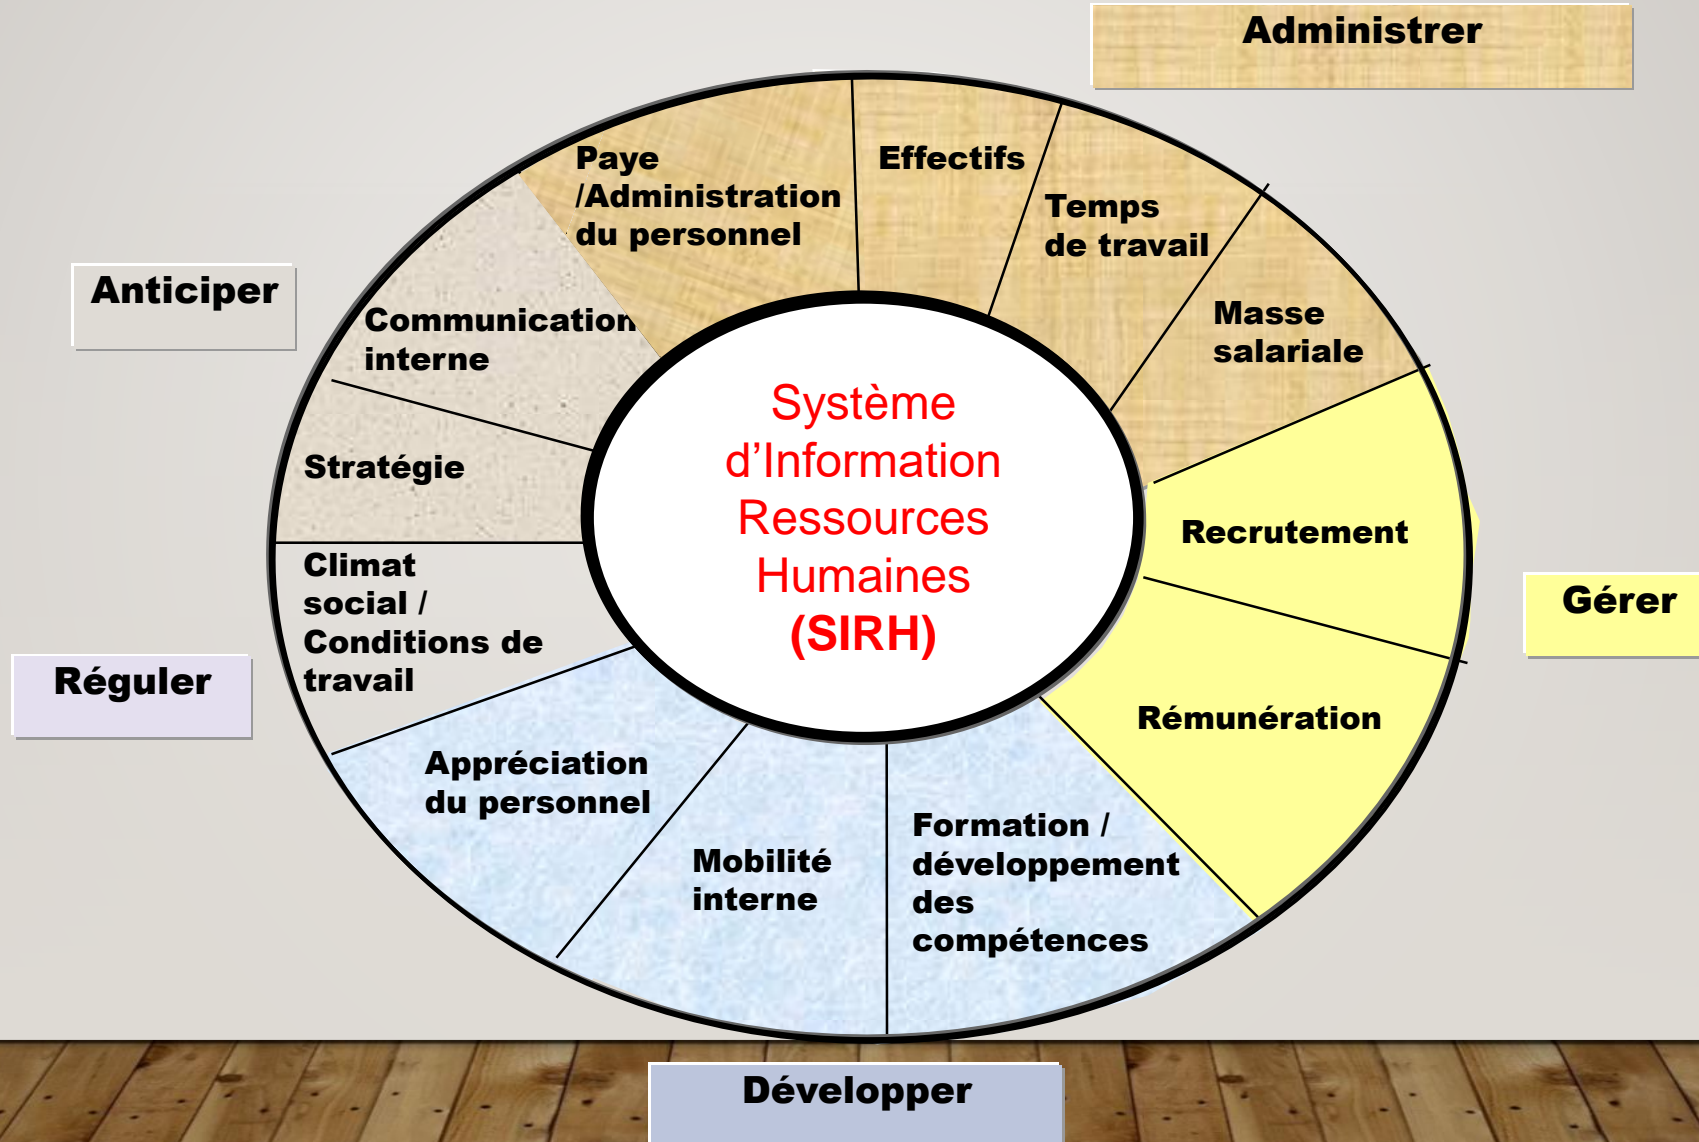 Administrer
Paye
/Administration
du personnel
Effectifs
Temps
de travail
Masse
salariale
Anticiper
Communication
interne
Stratégie
Système
d’Information
Ressources
Humaines
(SIRH)
Recrutement
Gérer
Rémunération
Climat
social /
Conditions de
travail
Réguler
Appréciation
du personnel
Mobilité
interne
Formation /
développement
des
compétences
Développer